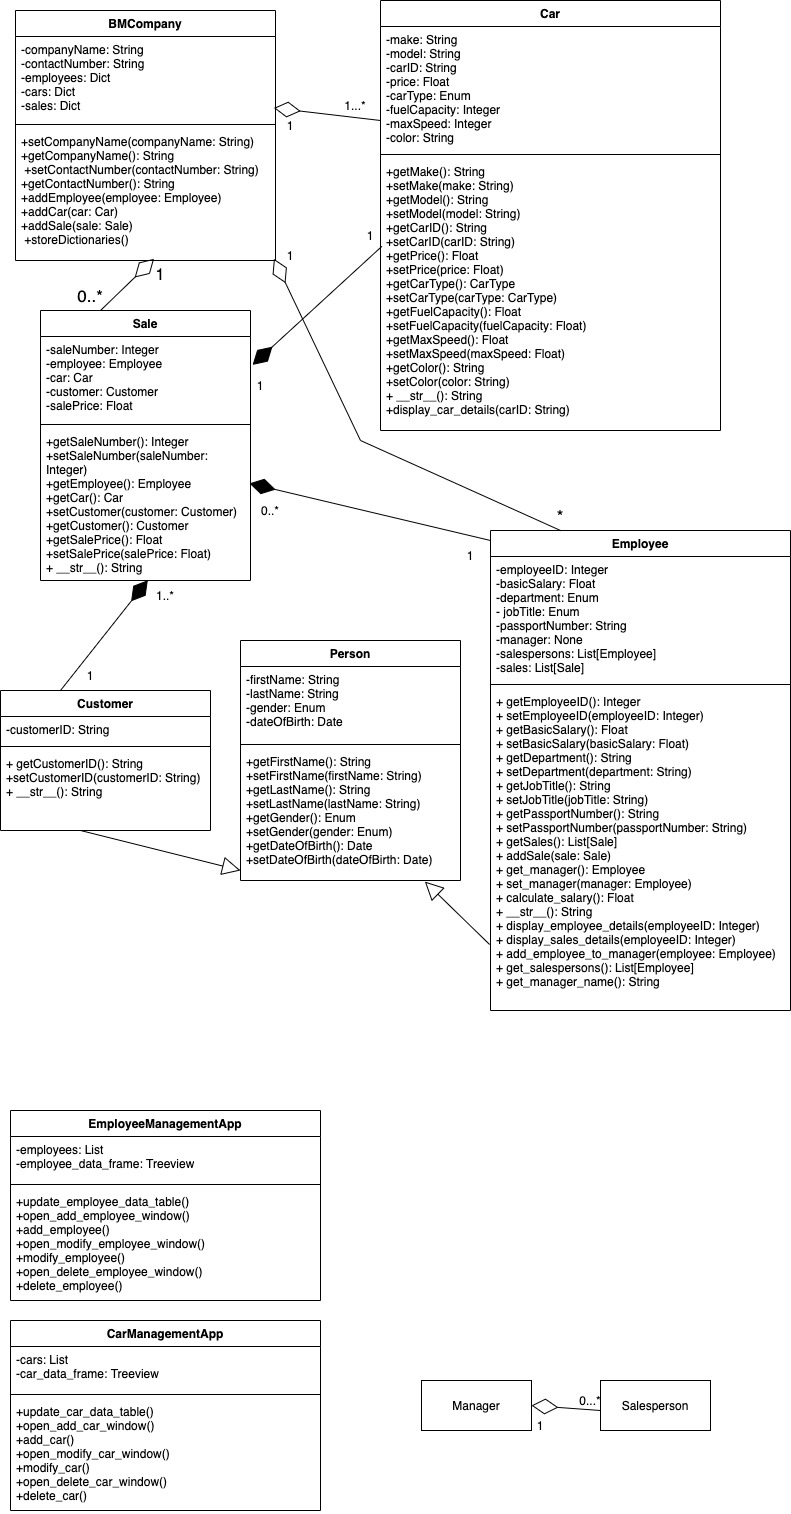 BMCompany
-companyName: String
-contactNumber: String
-employees: Dict
-cars: Dict
-sales: Dict
+setCompanyName(companyName: String)
+getCompanyName(): String
+setContactNumber(contactNumber: String)
+getContactNumber(): String
+addEmployee(employee: Employee)
+addCar(car: Car)
+addSale(sale: Sale)
+storeDictionaries()
Car
-make: String
-model: String
-carID: String
-price: Float
-carType: Enum
-fuelCapacity: Integer
-maxSpeed: Integer
-color: String
+getMake(): String
+setMake(make: String)
+getModel(): String
+setModel(model: String)
+getCarID(): String
+setCarID(carID: String)
+getPrice(): Float
+setPrice(price: Float)
+getCarType(): CarType
+setCarType(carType: CarType)
+getFuelCapacity(): Float
+setFuelCapacity(fuelCapacity: Float)
+getMaxSpeed(): Float
+setMaxSpeed(maxSpeed: Float)
+getColor(): String
+setColor(color: String)
+ __str__(): String
+display_car_details(carID: String)
1...*
1
1
1
1
0..*
Sale
-saleNumber: Integer
-employee: Employee
-car: Car
-customer: Customer
-salePrice: Float
+getSaleNumber(): Integer
+setSaleNumber(saleNumber:
Integer)
+getEmployee(): Employee
+getCar(): Car
+setCustomer(customer: Customer)
+getCustomer(): Customer
+getSalePrice(): Float
+setSalePrice(salePrice: Float)
+ __str__(): String
1
0..*
*
1
1..*
1
Employee
-employeeID: Integer
-basicSalary: Float
-department: Enum
- jobTitle: Enum
-passportNumber: String
-manager: None
-salespersons: List[Employee]
-sales: List[Sale]
+ getEmployeeID(): Integer
+ setEmployeeID(employeeID: Integer)
+ getBasicSalary(): Float
+ setBasicSalary(basicSalary: Float)
+ getDepartment(): String
+ setDepartment(department: String)
+ getJobTitle(): String
+ setJobTitle(jobTitle: String)
+ getPassportNumber(): String
+ setPassportNumber(passportNumber: String)
+ getSales(): List[Sale]
+ addSale(sale: Sale)
+ get_manager(): Employee
+ set_manager(manager: Employee)
+ calculate_salary(): Float
+ __str__(): String
+ display_employee_details(employeeID: Integer)
+ display_sales_details(employeeID: Integer)
+ add_employee_to_manager(employee: Employee)
+ get_salespersons(): List[Employee]
+ get_manager_name(): String
Person
-firstName: String
-lastName: String
-gender: Enum
-dateOfBirth: Date
+getFirstName(): String
+setFirstName(firstName: String)
+getLastName(): String
+setLastName(lastName: String)
+getGender(): Enum
+setGender(gender: Enum)
+getDateOfBirth(): Date
+setDateOfBirth(dateOfBirth: Date)
Customer
-customerID: String
+ getCustomerID(): String
+setCustomerID(customerID: String)
+ __str__(): String
EmployeeManagementApp
-employees: List
-employee_data_frame: Treeview
+update_employee_data_table()
+open_add_employee_window()
+add_employee()
+open_modify_employee_window()
+modify_employee()
+open_delete_employee_window()
+delete_employee()
CarManagementApp
-cars: List
-car_data_frame: Treeview
+update_car_data_table()
+open_add_car_window()
+add_car()
+open_modify_car_window()
+modify_car()
+open_delete_car_window()
+delete_car()
Manager
1
0...*
Salesperson